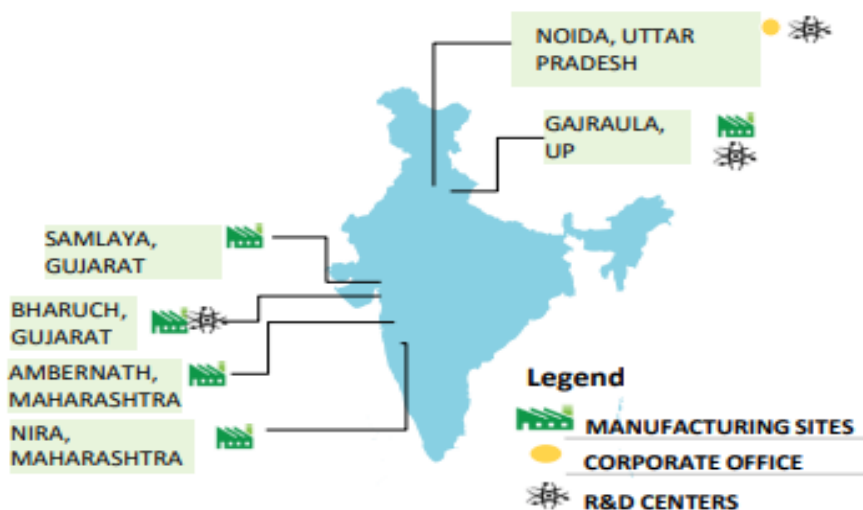 NOIDA, UTTAR
PRADESH
GAJRAULA,
UP
SAMLAYA,
GUJARAT
BHARUCH,
GUJARAT
AMBERNATH,
MAHARASHTRA
NIRA,
MAHARASHTRA
Legend
MANUFACTURING SITES
CORPORATE OFFICE
R&D CENTERS